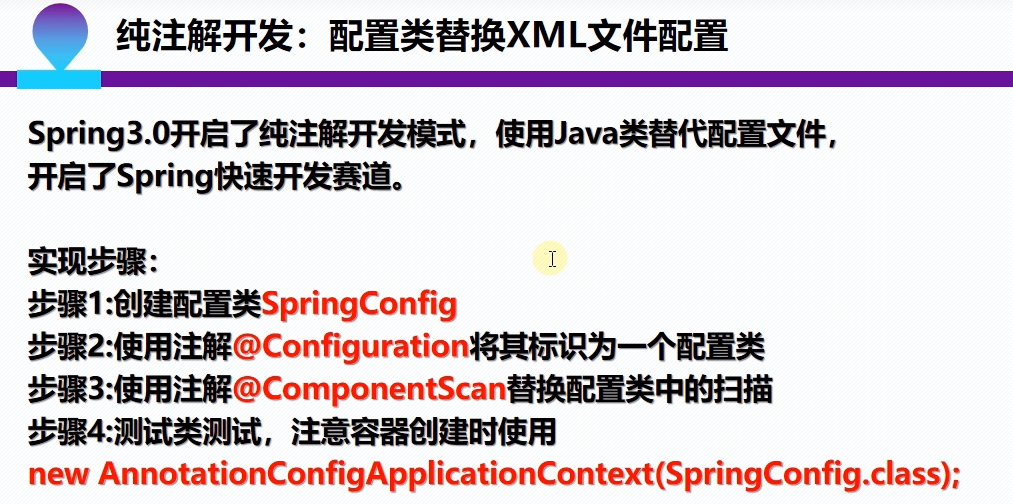 纯注解开发：配置类替换XML文件配置
Spring3.0开启了纯注解开发模式，使用Java类替代配置文件，
开启了Spring快速开发赛道。
实现步骤：
步骤1:创建配置类SpringConfig
步骤2:使用注解@Configuration将其标识为一个配置类
步骤3:使用注解@ComponentScan替换配置类中的扫描
步骤4:测试类测试，注意容器创建时使用
new AnnotationConfigApplicationContext(SpringConfig.class);